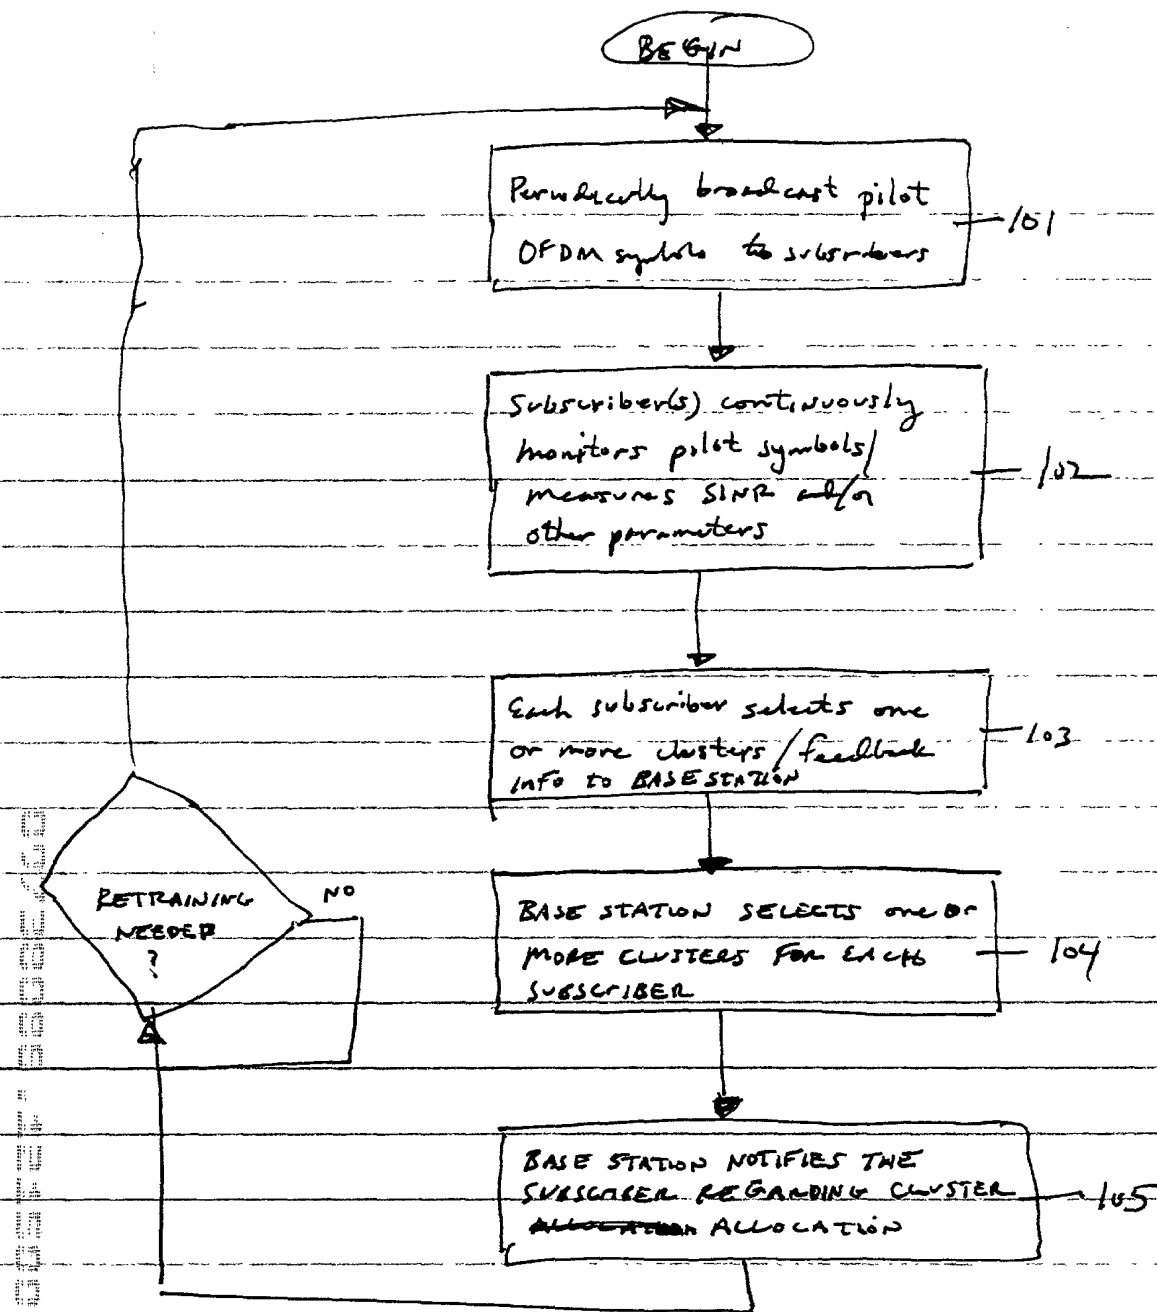 BEGIN
Periodically broadcast pilot
OFDM symbols to subscribers
101
Subscriber(s) continuously
monitors pilot symbols/
measures SINR and/or
other parameters
102
Each subscriber selects one
or more clusters/feedback
info to BASE STATION
103
RETRAINING
NEEDED
?
NO
BASE STATION SELECTS one or
MORE CLUSTERS FOR EACH
SUBSCRIBER
104
BASE STATION NOTIFIES THE
SUBSCRIBER REGARDING CLUSTER
ALLOCATION
105